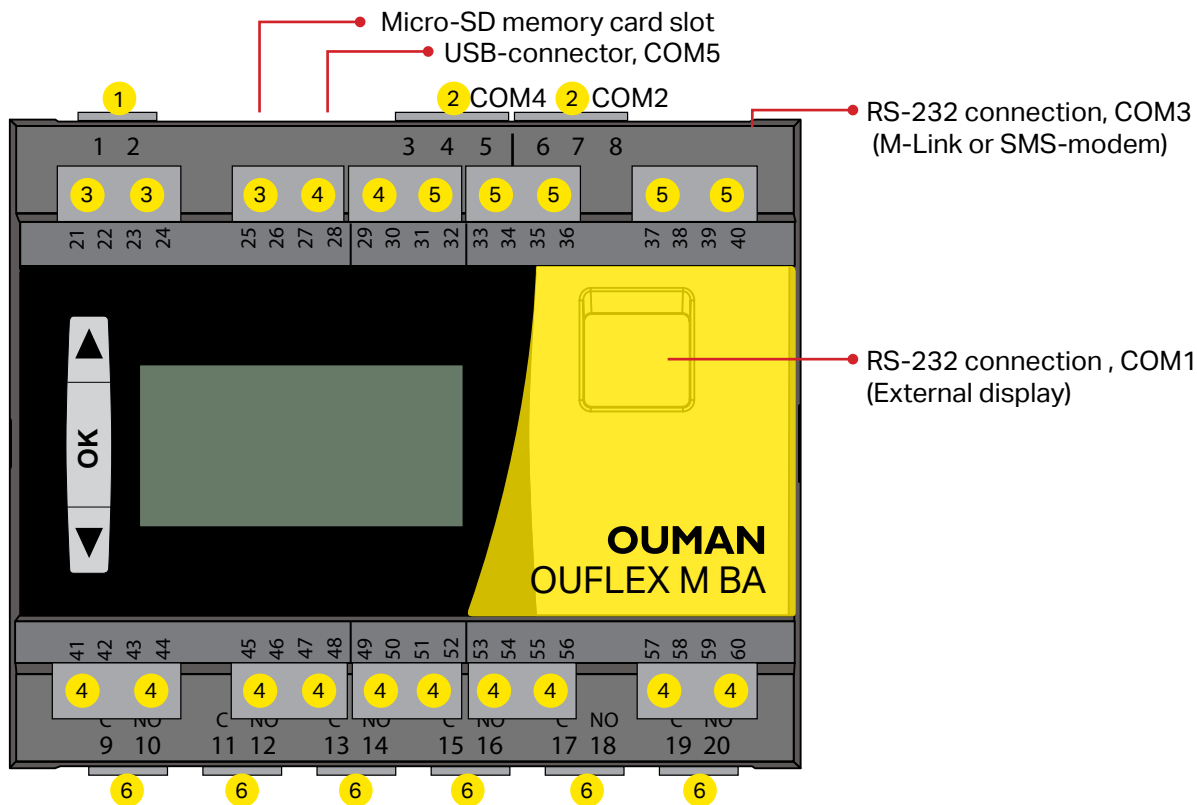 Micro-SD memory card slot
USB-connector, COM5
1 2 COM4 2 COM2
RS-232 connection, COM3
(M-Link or SMS-modem)
1 2 3 4 5 6 7 8
3 3 3 4 4 5 5 5 5 5
21 22 23 24 25 26 27 28 29 30 31 32 33 34 35 36 37 38 39 40
RS-232 connection , COM1
(External display)
OK
OUMAN
OUFLEX M BA
41 42 43 44 45 46 47 48 49 50 51 52 53 54 55 56 57 58 59 60
4 4 4 4 4 4 4 4 4 4
C NO C NO C NO C NO C NO C NO
9 10 11 12 13 14 15 16 17 18 19 20
6 6 6 6 6 6